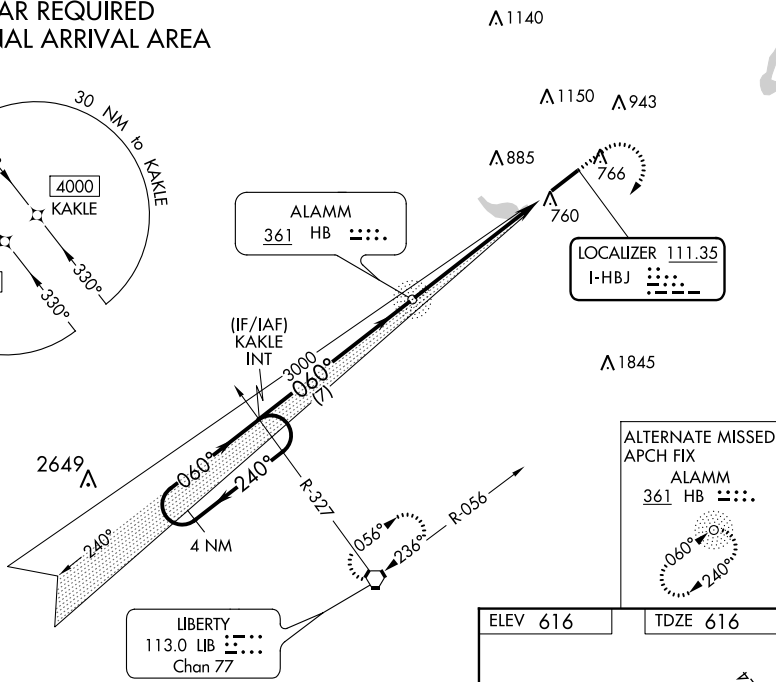 AR REQUIRED
NAL ARRIVAL AREA
30 NM to KAKLE
4000
KAKLE
330°
330°
1140
1150
943
885
766
760
ALAMM
361 HB
LOCALIZER 111.35
I-HBJ
(IF/IAF)
KAKLE
INT
3000
060°
(7)
1845
2649
060°
240°
240°
4 NM
R-327
R-056
056°
236°
LIBERTY
113.0 LIB
Chan 77
ALTERNATE MISSED
APCH FIX
ALAMM
361 HB
060°
240°
ELEV 616
TDZE 616